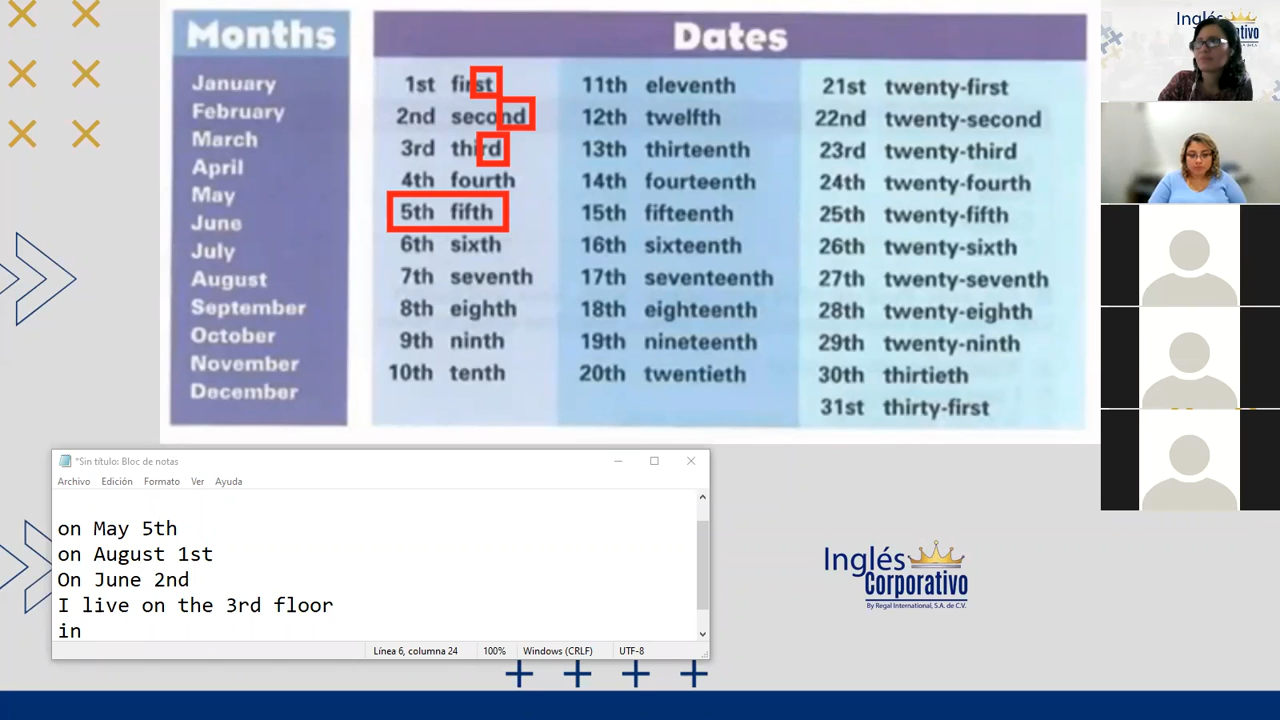 Months
January
February
March
April
May
June
July
August
September
October
November
December
Dates
1st first
2nd second
3rd third
4th fourth
5th fifth
6th sixth
7th seventh
8th eighth
9th ninth
10th tenth
11th eleventh
12th twelfth
13th thirteenth
14th fourteenth
15th fifteenth
16th sixteenth
17th seventeenth
18th eighteenth
19th nineteenth
20th twentieth
21st twenty-first
22nd twenty-second
23rd twenty-third
24th twenty-fourth
25th twenty-fifth
26th twenty-sixth
27th twenty-seventh
28th twenty-eighth
29th twenty-ninth
30th thirtieth
31st thirty-first
Inglés
*Sin título: Bloc de notas
Archivo Edición Formato Ver Ayuda
on May 5th
on August 1st
On June 2nd
I live on the 3rd floor
in
Línea 6, columna 24 100% Windows (CRLF) UTF-8
Inglés
Corporativo
By Regal International, S.A. de C.V.